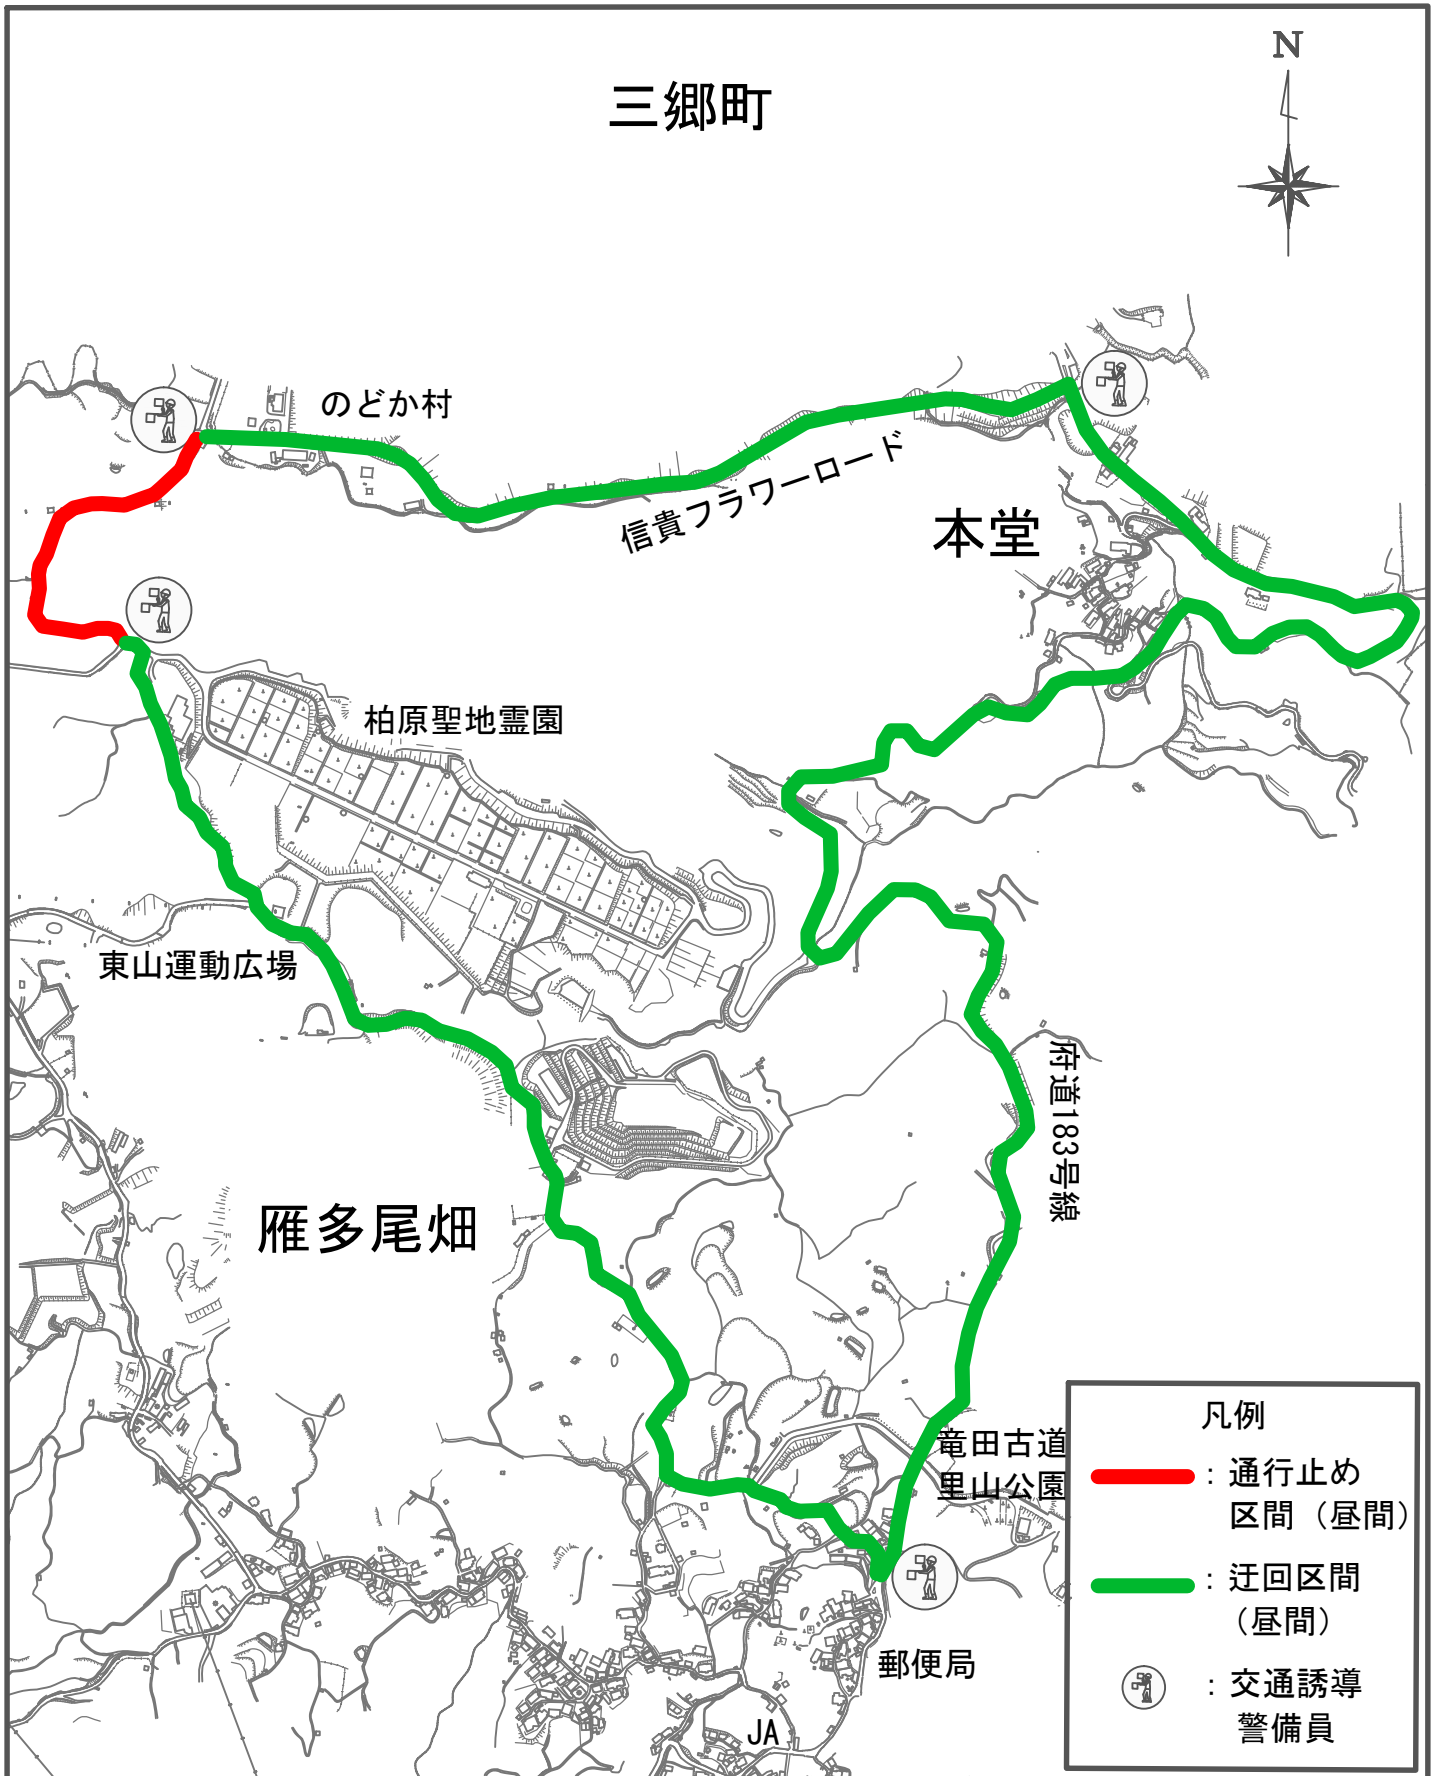 N
三郷町
のどか村
信貴フラワーロード
本堂
柏原聖地霊園
東山運動広場
府道183号線
雁多尾畑
竜田古道
里山公園
郵便局
JA
凡例
：通行止め
区間（昼間）
：迂回区間
（昼間）
：交通誘導
警備員